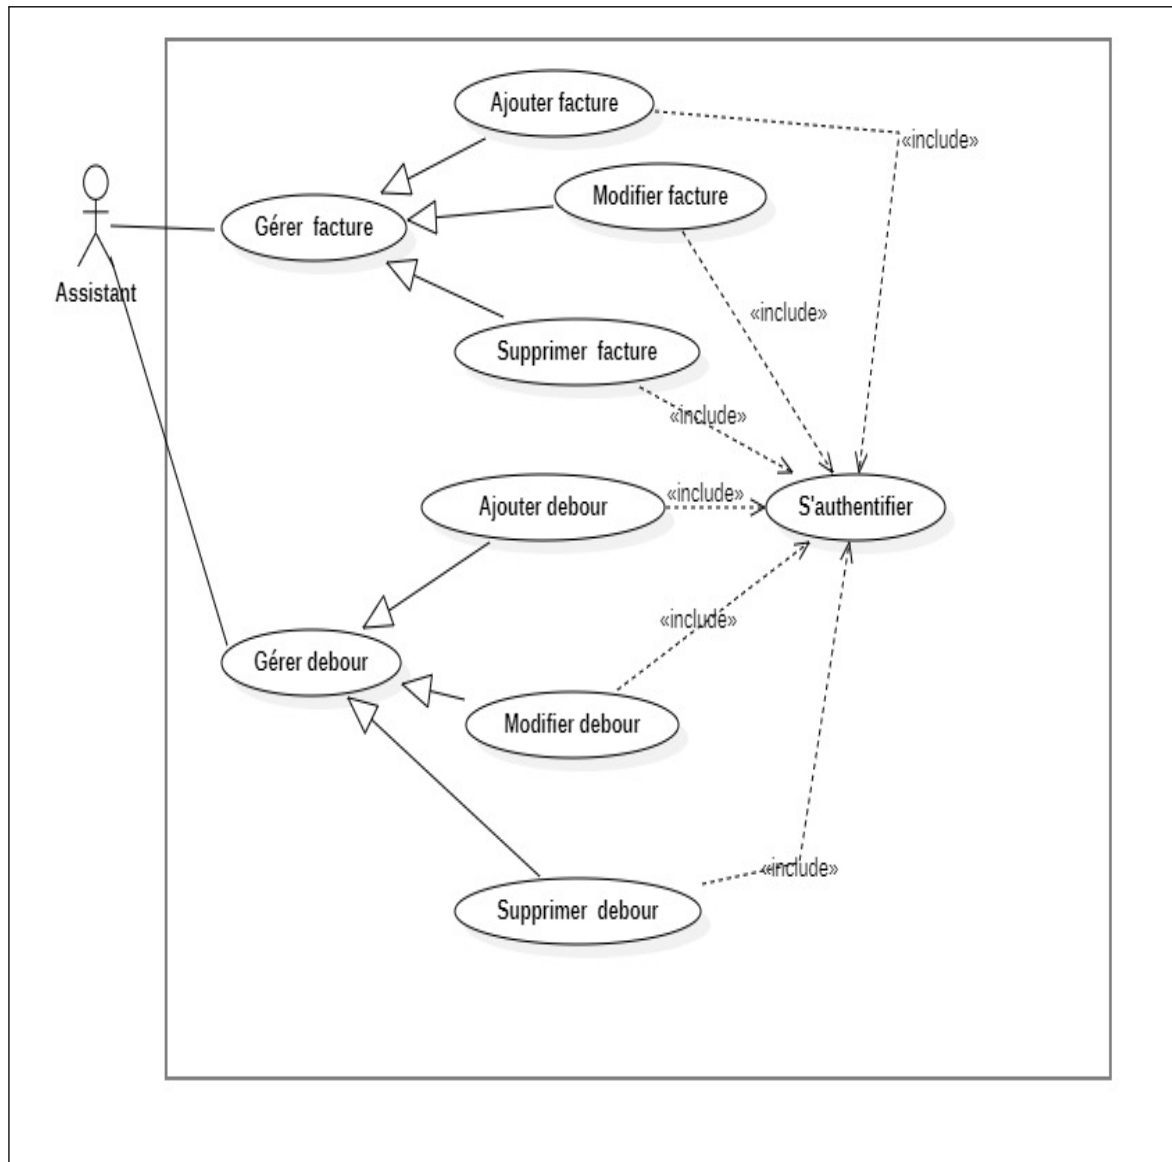 Ajouter facture
«include»
Modifier facture
Gérer facture
Assistant
«include»
Supprimer facture
«include»
«include»
Ajouter debour
S'authentifier
«include»
Gérer debour
Modifier debour
«include»
Supprimer debour